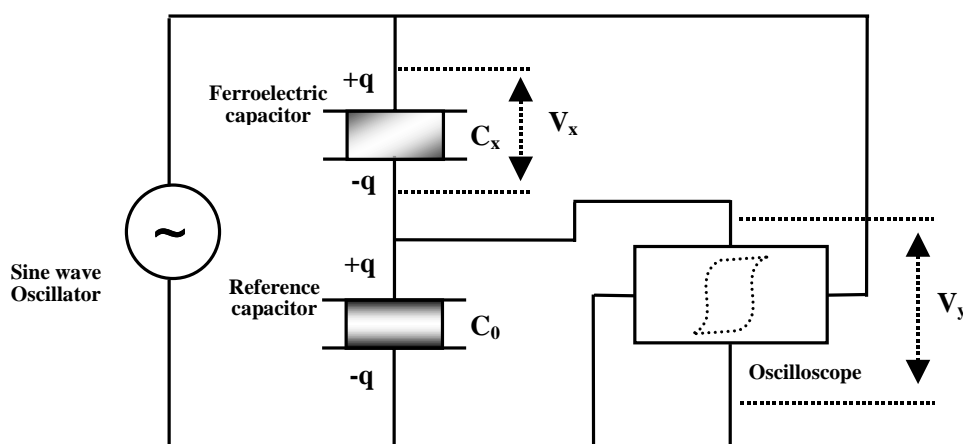 +q
Ferroelectric
capacitor
Cx
Vx
-q
~
Sine wave
Oscillator
+q
Reference
capacitor
C0
-q
Vy
Oscilloscope